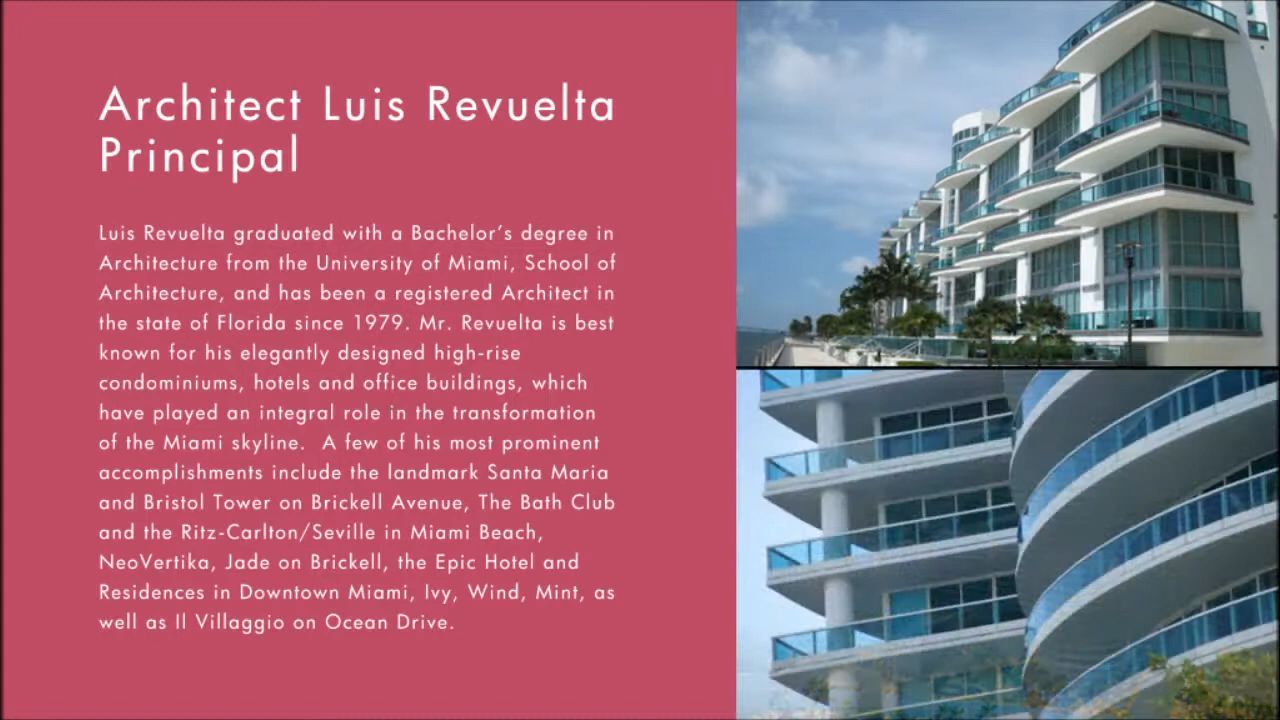 Architect Luis Revuelta
Principal
Luis Revuelta graduated with a Bachelor’s degree in
Architecture from the University of Miami, School of
Architecture, and has been a registered Architect in
the state of Florida since 1979. Mr. Revuelta is best
known for his elegantly designed high-rise
condominiums, hotels and office buildings, which
have played an integral role in the transformation
of the Miami skyline.  A few of his most prominent
accomplishments include the landmark Santa Maria
and Bristol Tower on Brickell Avenue, The Bath Club
and the Ritz-Carlton/Seville in Miami Beach,
NeoVertika, Jade on Brickell, the Epic Hotel and
Residences in Downtown Miami, Ivy, Wind, Mint, as
well as Il Villaggio on Ocean Drive.